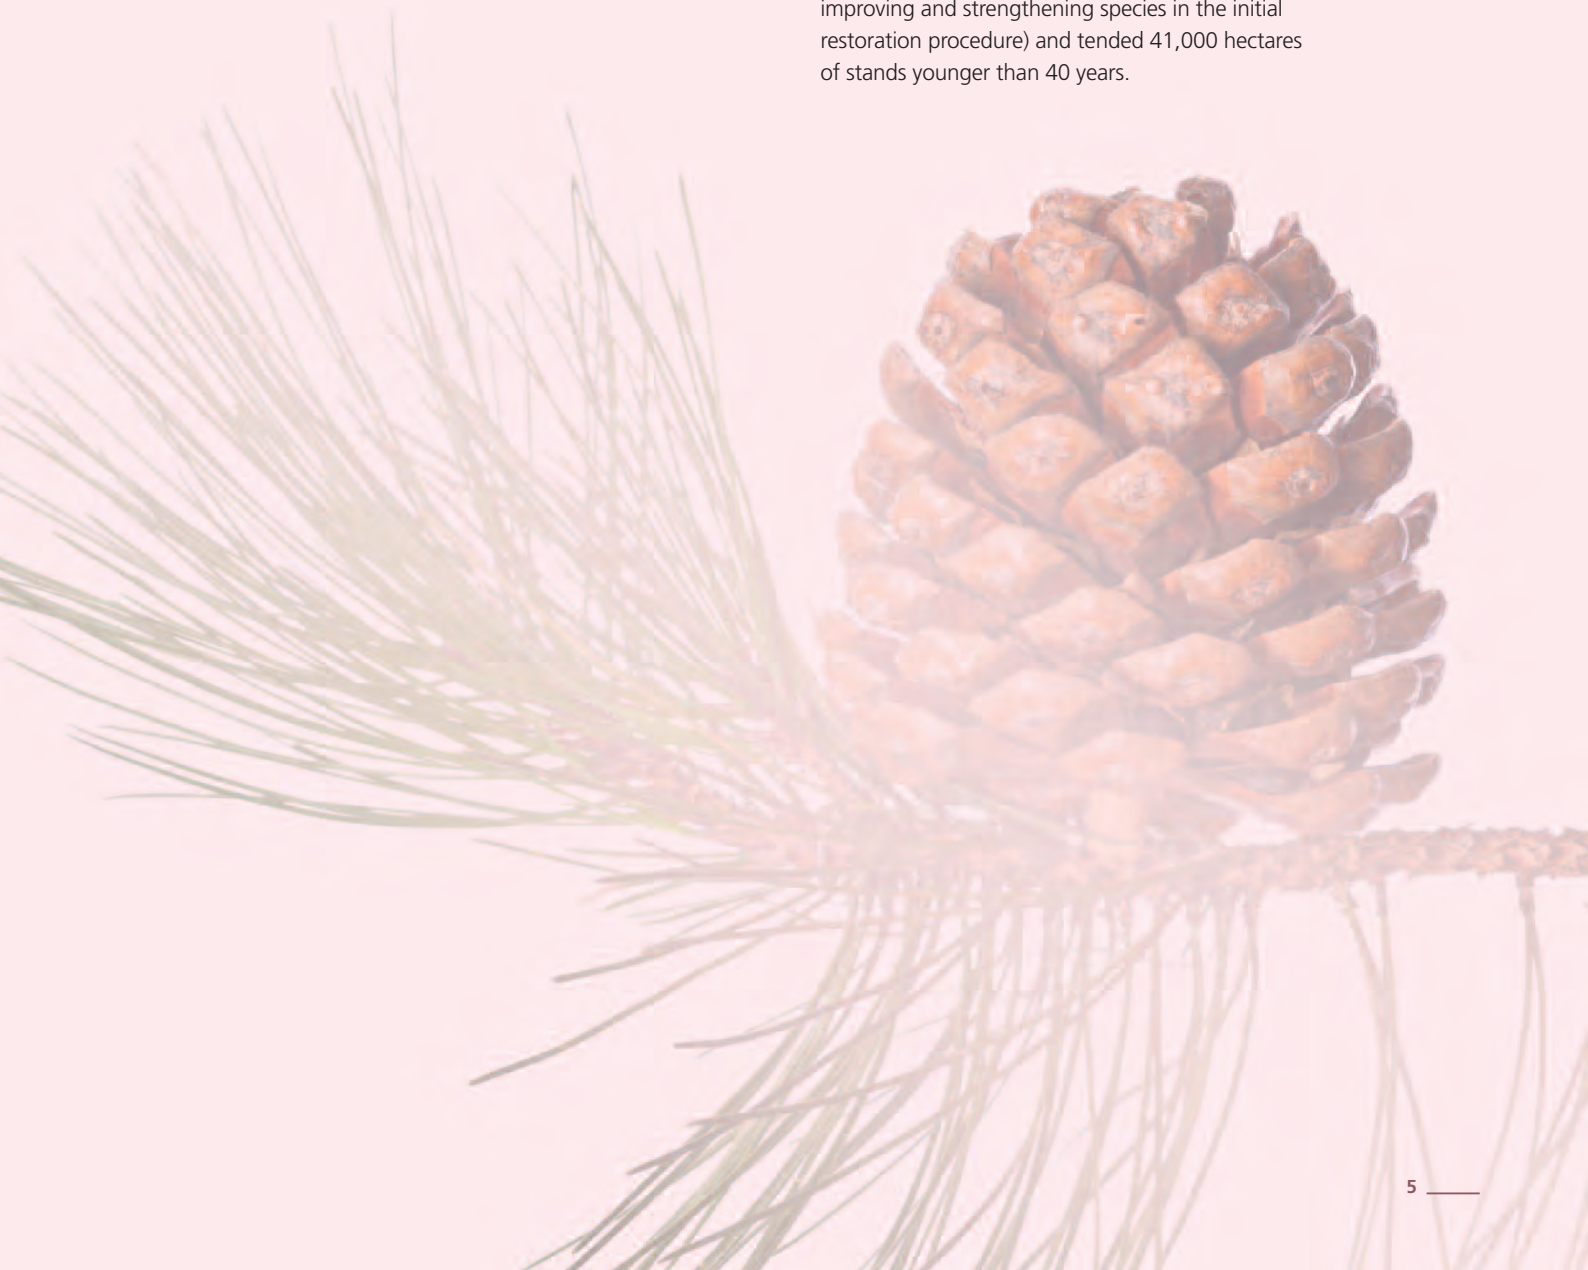 improving and strengthening species in the initial
restoration procedure) and tended 41,000 hectares
of stands younger than 40 years.
5